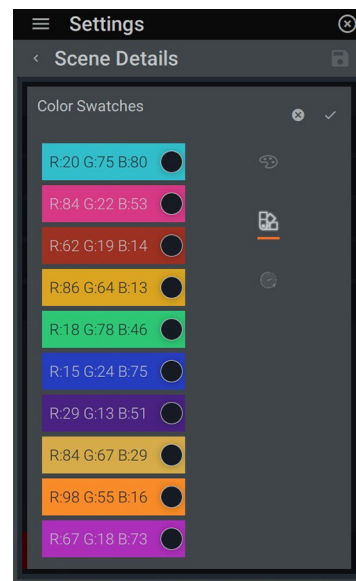 Settings
Scene Details
Color Swatches
R:20 G:75 B:80
R:84 G:22 B:53
R:62 G:19 B:14
R:86 G:64 B:13
R:18 G:78 B:46
R:15 G:24 B:75
R:29 G:13 B:51
R:84 G:67 B:29
R:98 G:55 B:16
R:67 G:18 B:73